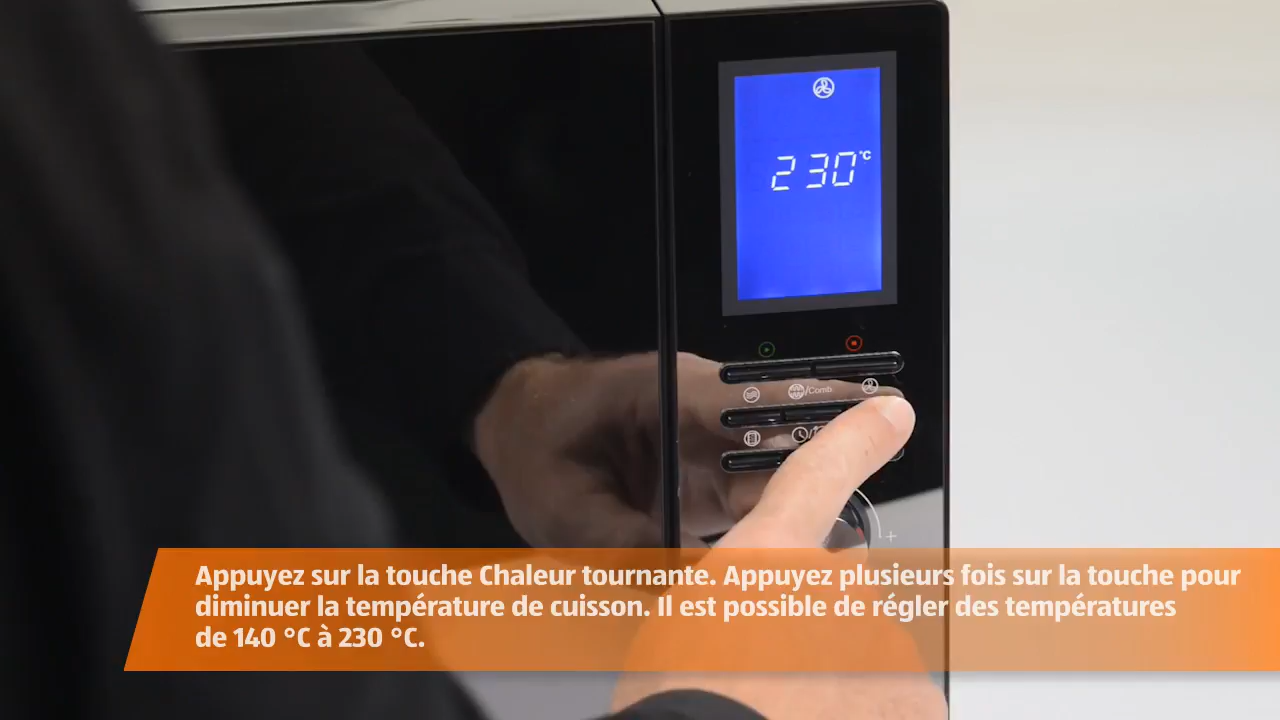 230 °C
/Comb.
+
Appuyez sur la touche Chaleur tournante. Appuyez plusieurs fois sur la touche pour
diminuer la température de cuisson. Il est possible de régler des températures
de 140 °C à 230 °C.